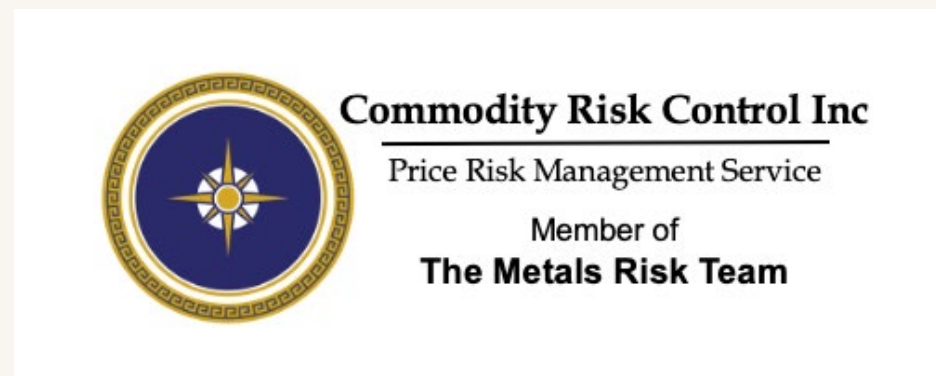 Commodity Risk Control Inc
Price Risk Management Service
Member of
The Metals Risk Team